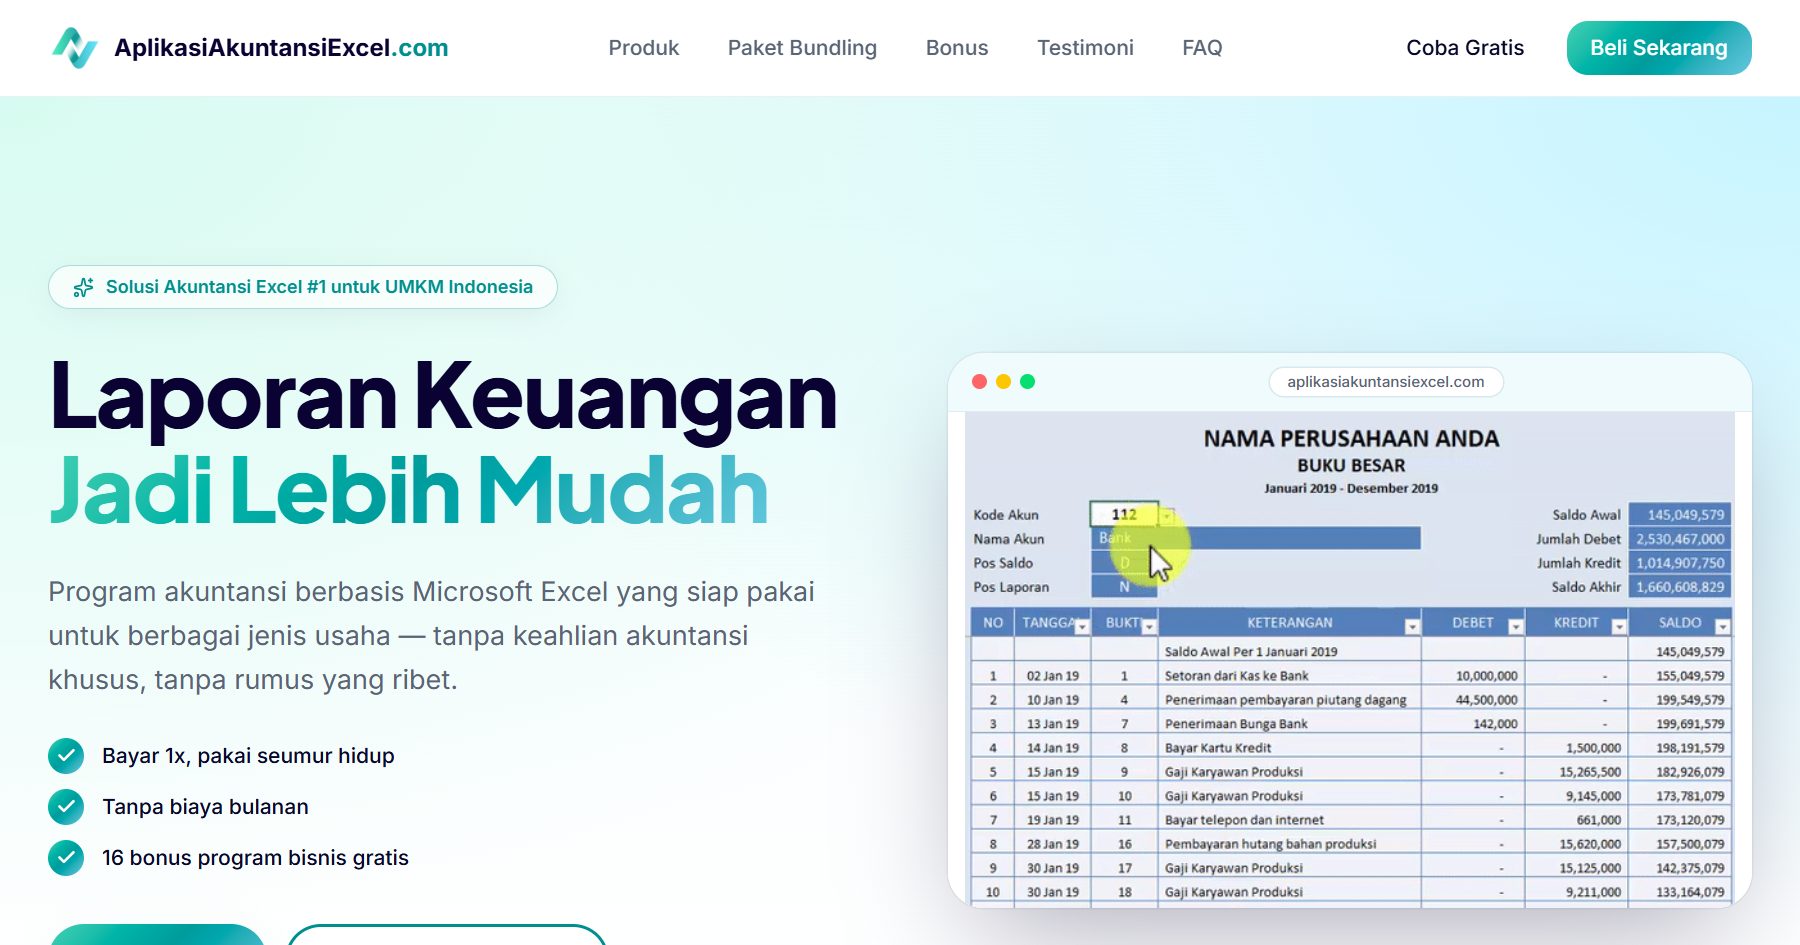 AplikasiAkuntansiExcel.com
Produk Paket Bundling Bonus Testimoni FAQ
Coba Gratis Beli Sekarang
Solusi Akuntansi Excel #1 untuk UMKM Indonesia
Laporan Keuangan
Jadi Lebih Mudah
Program akuntansi berbasis Microsoft Excel yang siap pakai
untuk berbagai jenis usaha — tanpa keahlian akuntansi
khusus, tanpa rumus yang ribet.
Bayar 1x, pakai seumur hidup
Tanpa biaya bulanan
16 bonus program bisnis gratis
aplikasiakuntansiexcel.com
NAMA PERUSAHAAN ANDA
BUKU BESAR
Januari 2019 - Desember 2019
Kode Akun 112 Saldo Awal 145,049,579
Nama Akun Bank Jumlah Debet 2,530,467,000
Pos Saldo D Jumlah Kredit 1,014,907,750
Pos Laporan N Saldo Akhir 1,660,608,829
NO TANGGA BUKTI KETERANGAN DEBET KREDIT SALDO
Saldo Awal Per 1 Januari 2019 145,049,579
1 02 Jan 19 1 Setoran dari Kas ke Bank 10,000,000 - 155,049,579
2 10 Jan 19 4 Penerimaan pembayaran piutang dagang 44,500,000 - 199,549,579
3 13 Jan 19 7 Penerimaan Bunga Bank 142,000 - 199,691,579
4 14 Jan 19 8 Bayar Kartu Kredit - 1,500,000 198,191,579
5 15 Jan 19 9 Gaji Karyawan Produksi - 15,265,500 182,926,079
6 15 Jan 19 10 Gaji Karyawan Produksi - 9,145,000 173,781,079
7 19 Jan 19 11 Bayar telepon dan internet - 661,000 173,120,079
8 28 Jan 19 16 Pembayaran hutang bahan produksi - 15,620,000 157,500,079
9 30 Jan 19 17 Gaji Karyawan Produksi - 15,125,000 142,375,079
10 30 Jan 19 18 Gaji Karyawan Produksi - 9,211,000 133,164,079